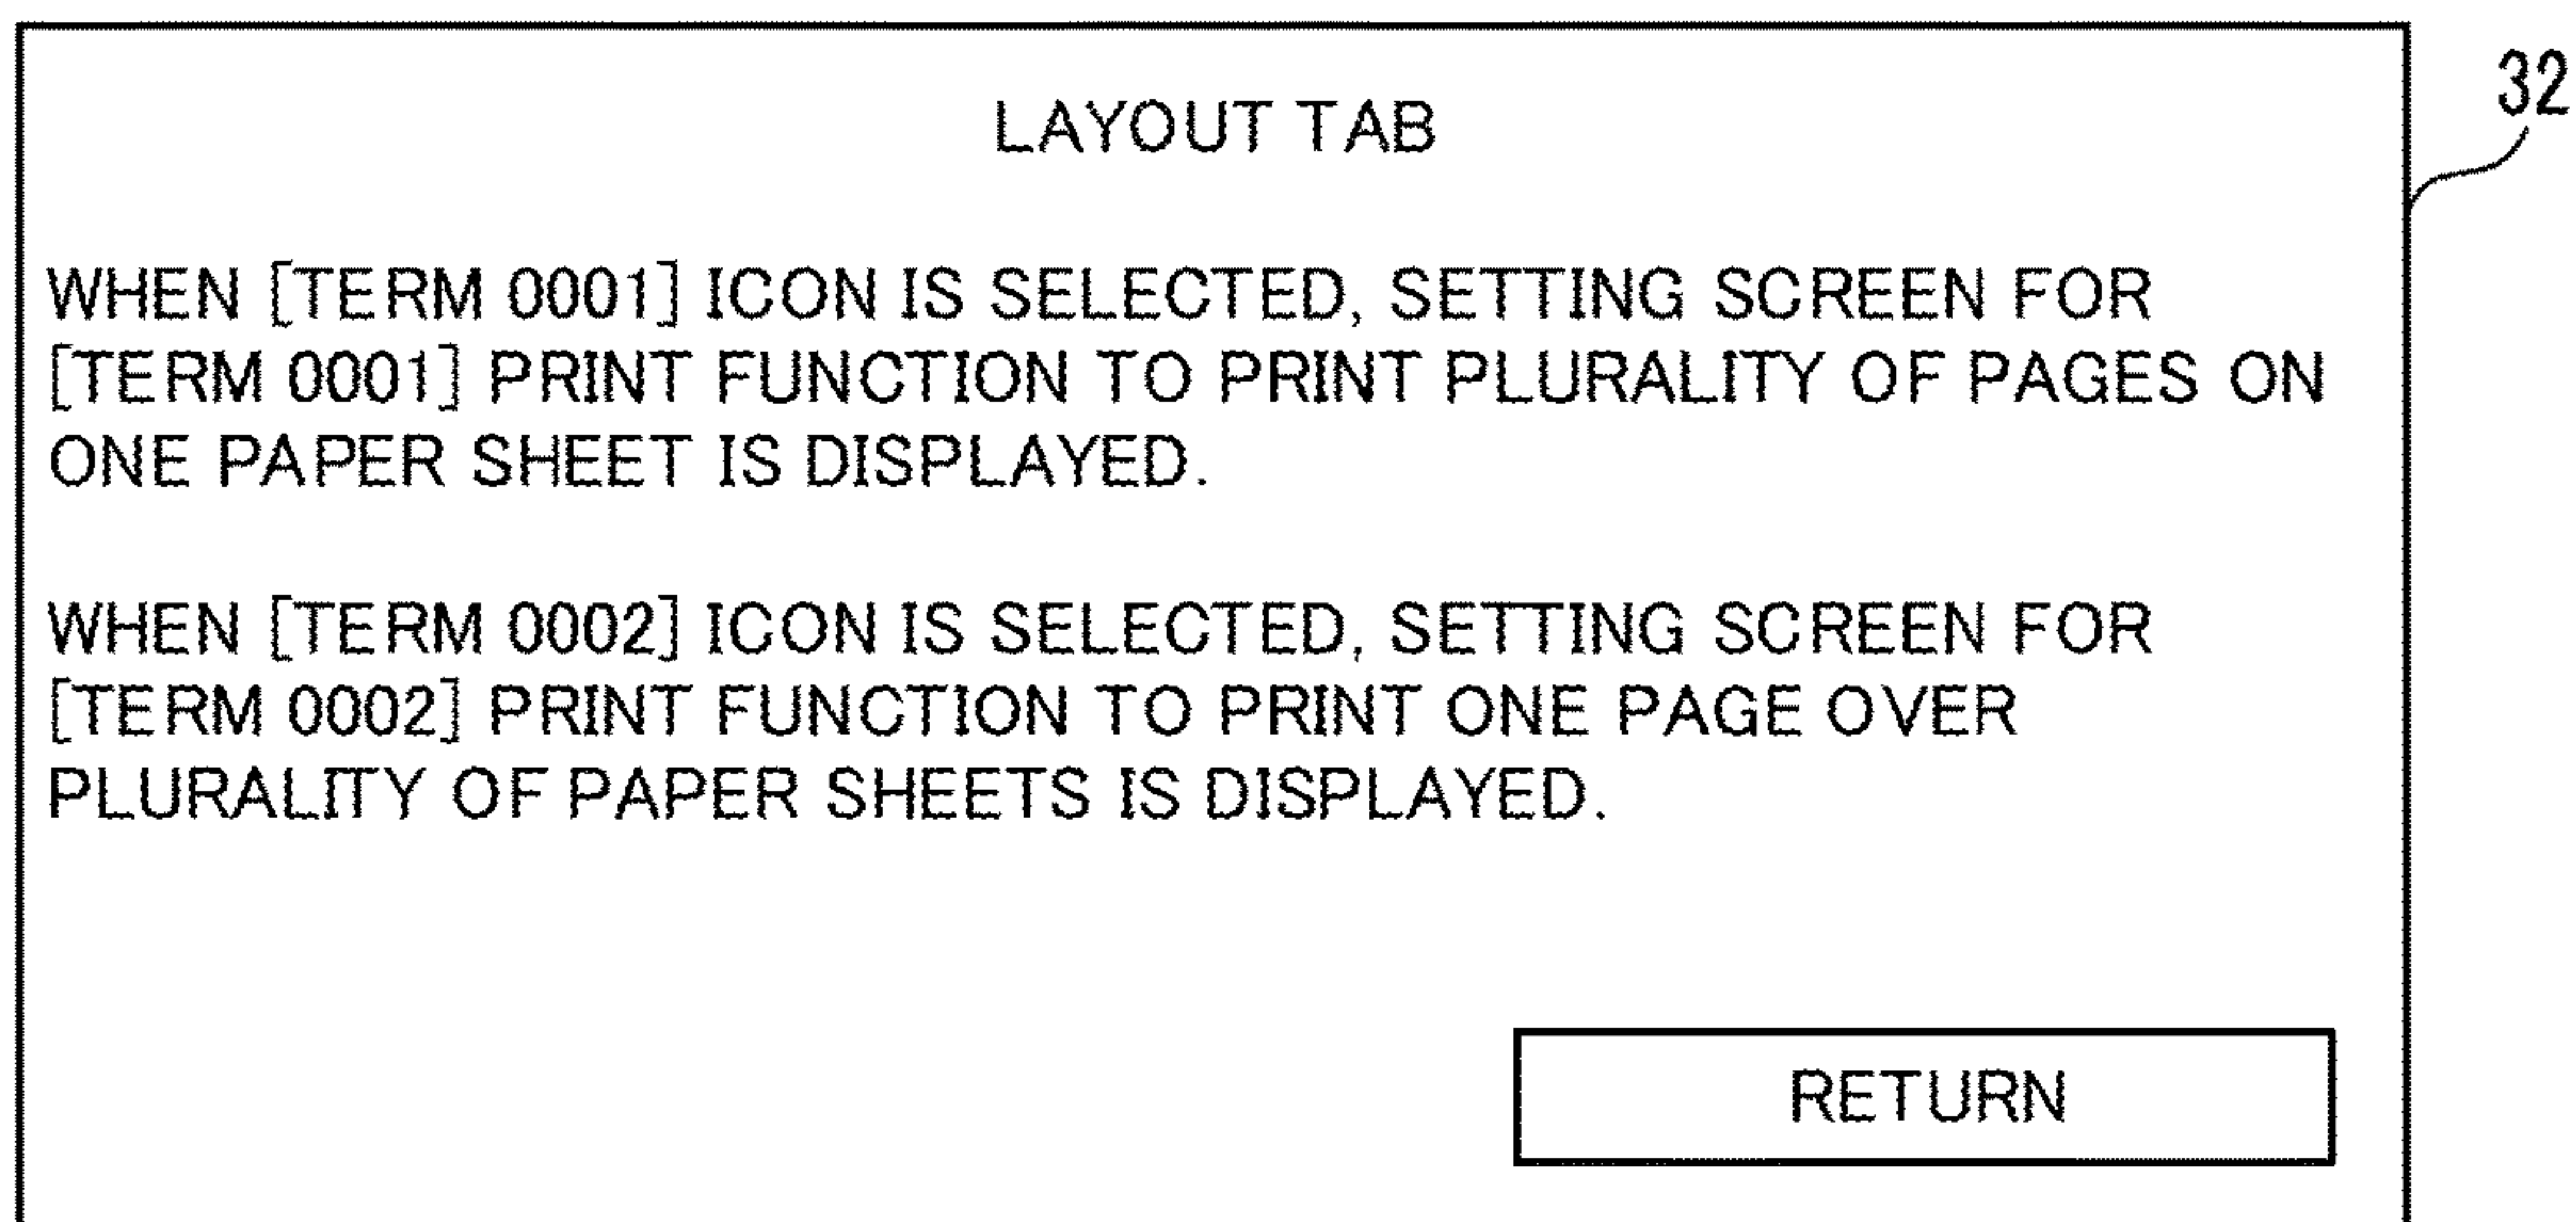 32
LAYOUT TAB
WHEN [TERM 0001] ICON IS SELECTED, SETTING SCREEN FOR
[TERM 0001] PRINT FUNCTION TO PRINT PLURALITY OF PAGES ON
ONE PAPER SHEET IS DISPLAYED.
WHEN [TERM 0002] ICON IS SELECTED, SETTING SCREEN FOR
[TERM 0002] PRINT FUNCTION TO PRINT ONE PAGE OVER
PLURALITY OF PAPER SHEETS IS DISPLAYED.
RETURN